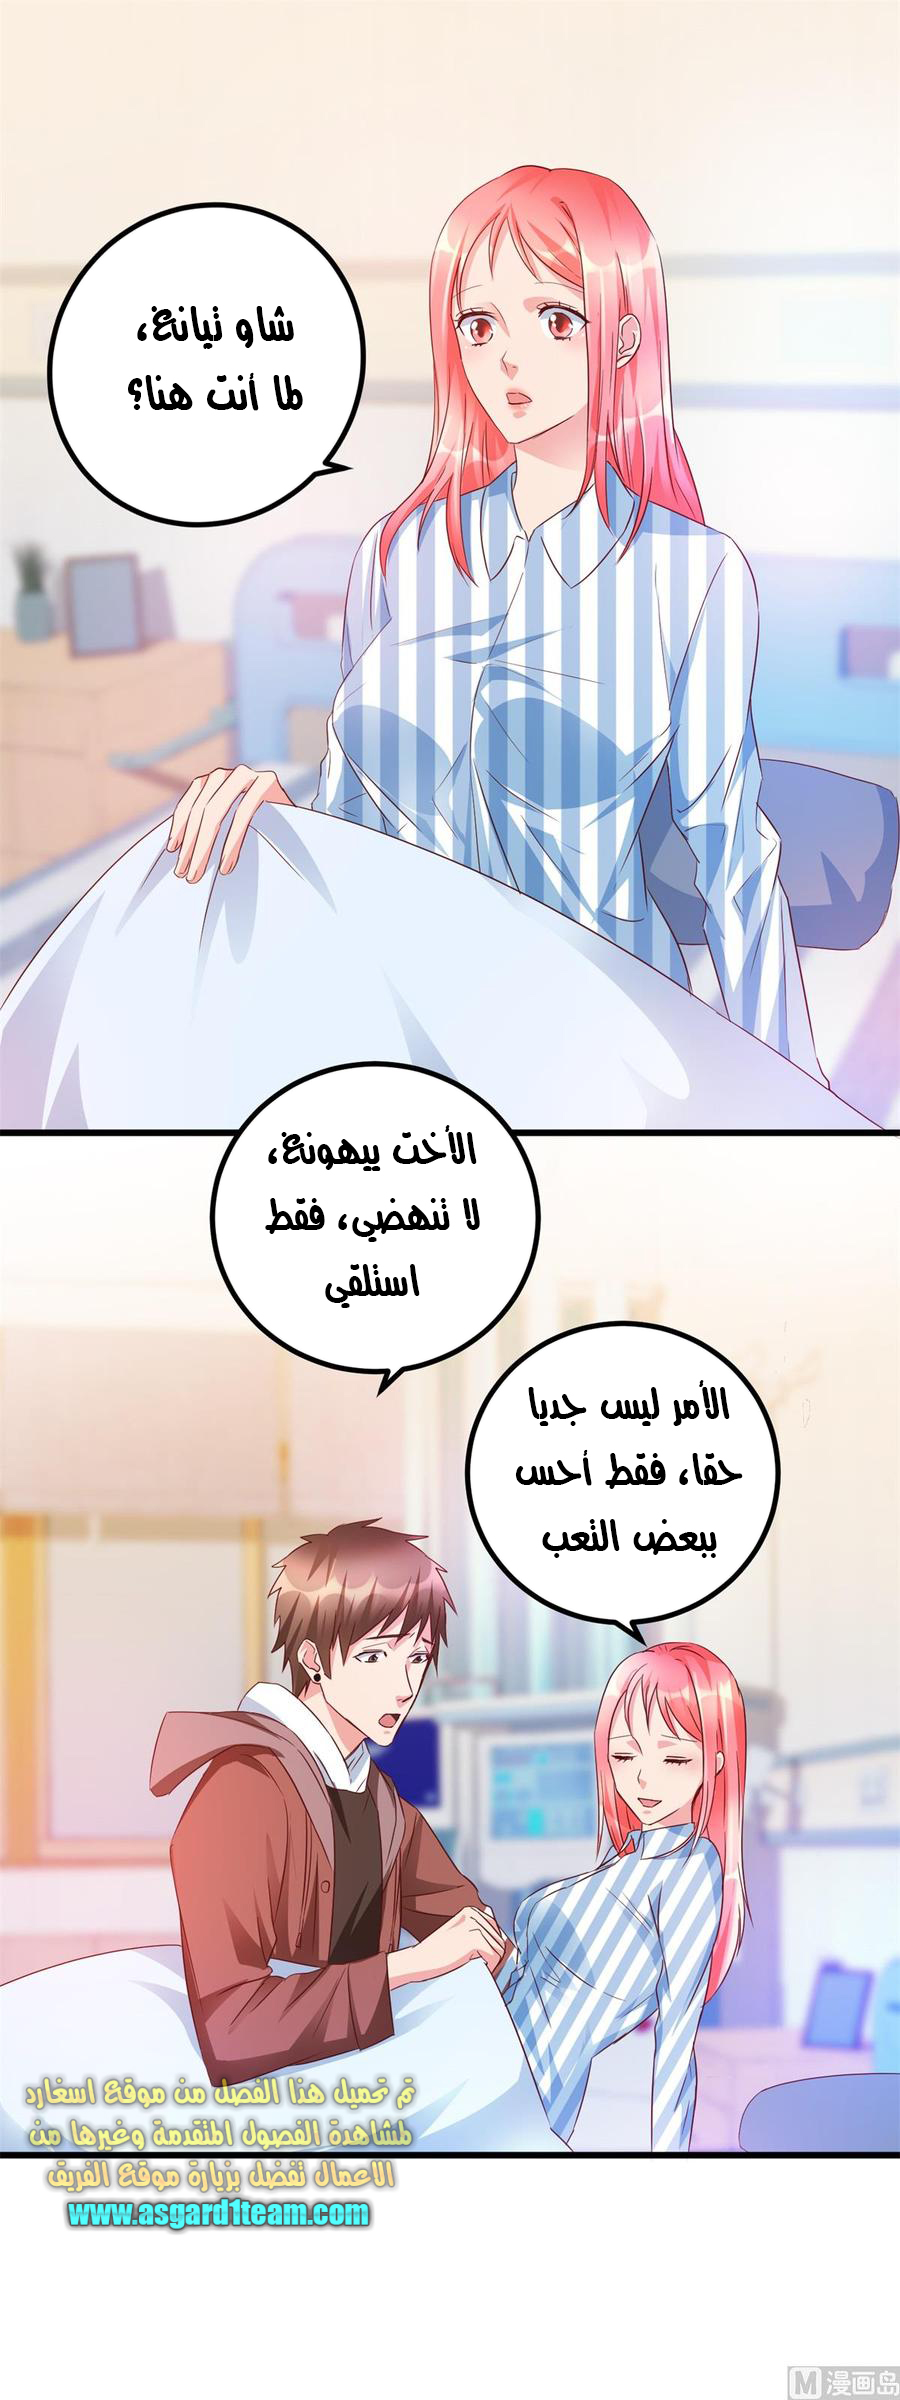 شاو تيانغ،
لما أنت هنا؟
الأخت ييهونغ،
لا تنهضي، فقط
استلقي
الأمر ليس جديا
حقا، فقط أحس
ببعض التعب
تم تحميل هذا الفصل من موقع اسغارد
لمشاهدة الفصول المتقدمة وغيرها من
الاعمال تفضل بزيارة موقع الفريق
www.asgard1team.com
M 漫画岛